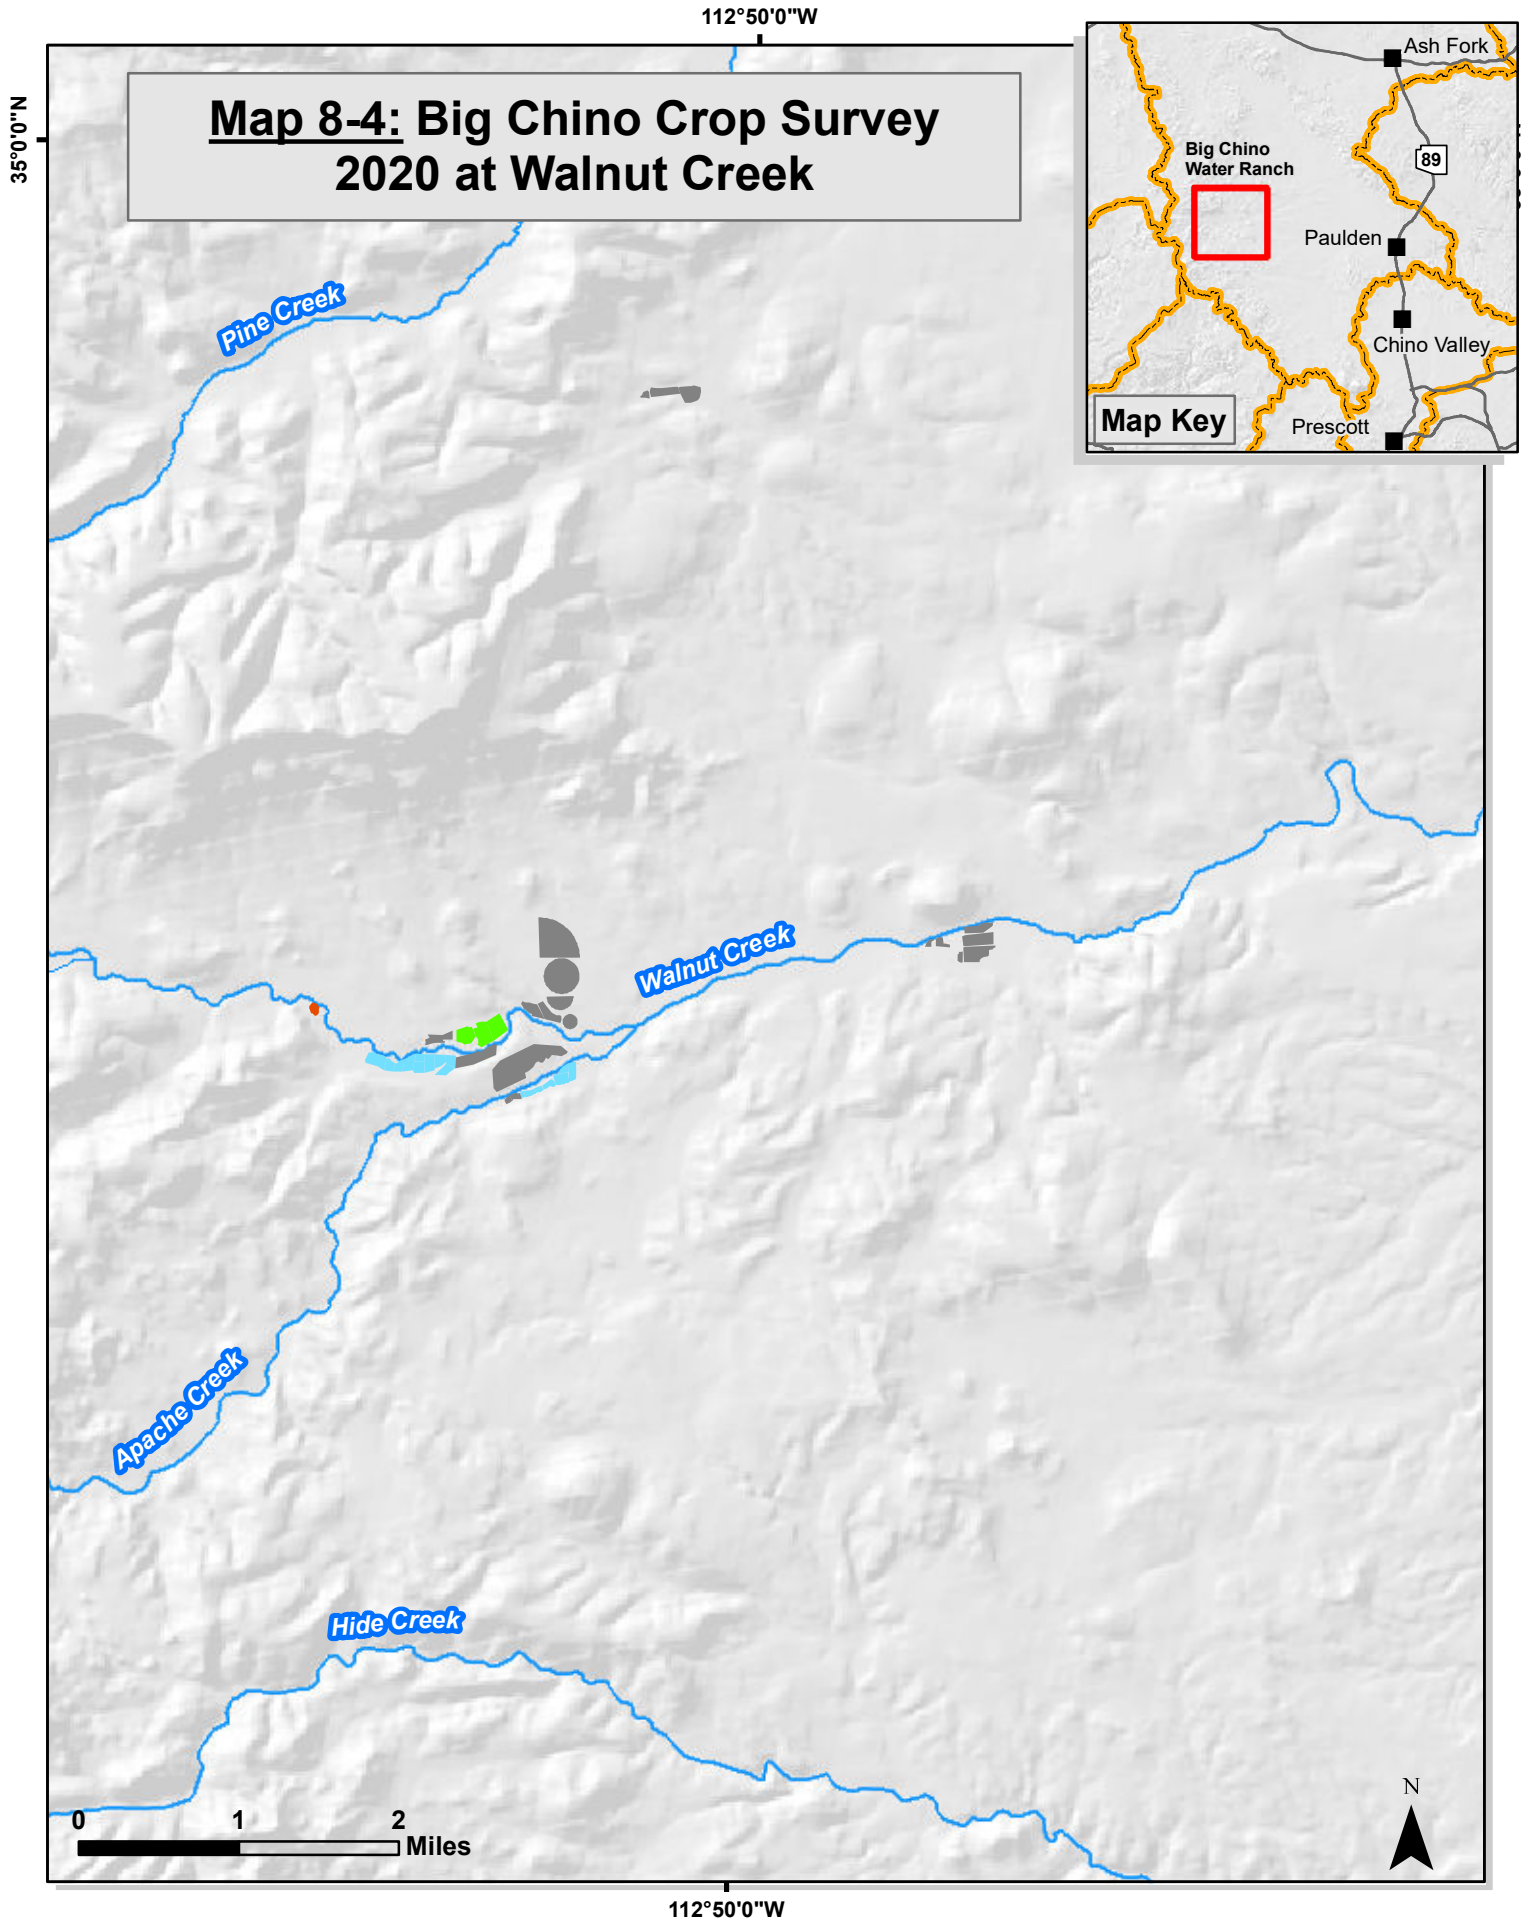 112°50'0"W
35°0'0"N
Map 8-4: Big Chino Crop Survey
2020 at Walnut Creek
Ash Fork
Big Chino
Water Ranch
89
Paulden
Chino Valley
Map Key
Prescott
Pine Creek
Walnut Creek
Apache Creek
Hide Creek
0 1 2
Miles
N
112°50'0"W